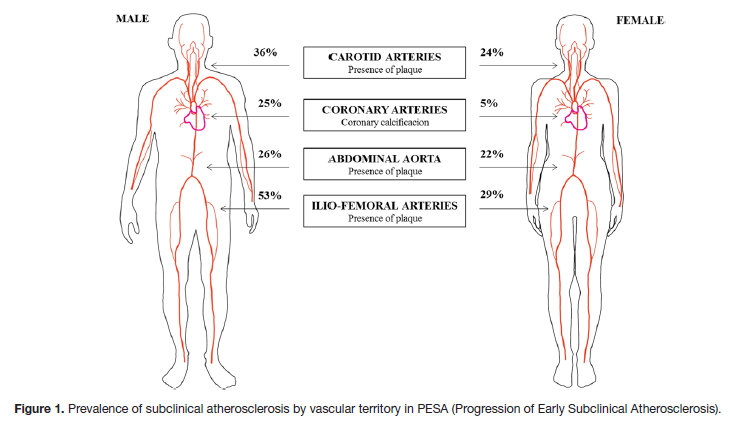 MALE
FEMALE
36%
CAROTID ARTERIES
Presence of plaque
24%
25%
CORONARY ARTERIES
Coronary calcificacion
5%
26%
ABDOMINAL AORTA
Presence of plaque
22%
53%
ILIO-FEMORAL ARTERIES
Presence of plaque
29%
Figure 1. Prevalence of subclinical atherosclerosis by vascular territory in PESA (Progression of Early Subclinical Atherosclerosis).